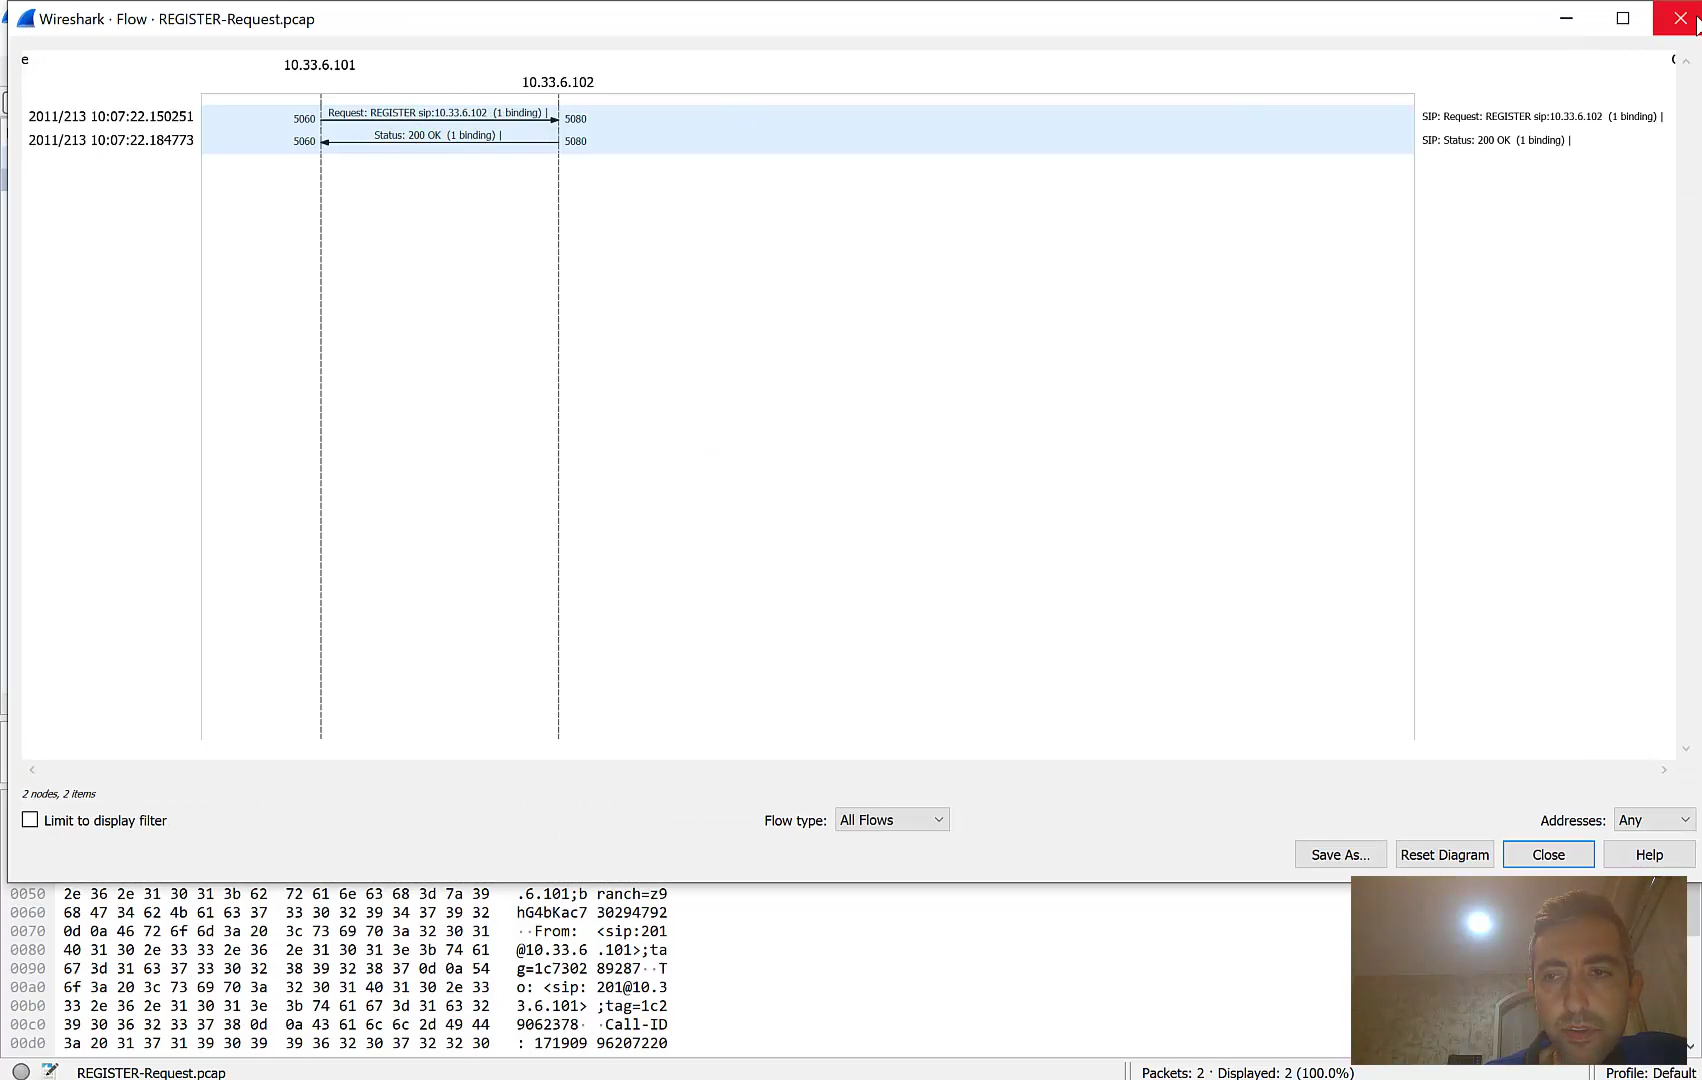 Wireshark · Flow · REGISTER-Request.pcap
e
10.33.6.101
10.33.6.102
2011/213 10:07:22.150251
5060
Request: REGISTER sip:10.33.6.102 (1 binding) |
5080
SIP: Request: REGISTER sip:10.33.6.102 (1 binding) |
2011/213 10:07:22.184773
5060
Status: 200 OK (1 binding) |
5080
SIP: Status: 200 OK (1 binding) |
2 nodes, 2 items
Limit to display filter
Flow type: All Flows
Addresses: Any
Save As...
Reset Diagram
Close
Help
0050 2e 36 2e 31 30 31 3b 62 72 61 6e 63 68 3d 7a 39 .6.101;b ranch=z9
0060 68 47 34 62 4b 61 63 37 33 30 32 39 34 37 39 32 hG4bKac7 30294792
0070 0d 0a 46 72 6f 6d 3a 20 3c 73 69 70 3a 32 30 31 ··From: <sip:201
0080 40 31 30 2e 33 33 2e 36 2e 31 30 31 3e 3b 74 61 @10.33.6 .101>;ta
0090 67 3d 31 63 37 33 30 32 38 39 32 38 37 0d 0a 54 g=1c7302 89287··T
00a0 6f 3a 20 3c 73 69 70 3a 32 30 31 40 31 30 2e 33 o: <sip: 201@10.3
00b0 33 2e 36 2e 31 30 31 3e 3b 74 61 67 3d 31 63 32 3.6.101> ;tag=1c2
00c0 39 30 36 32 33 37 38 0d 0a 43 61 6c 6c 2d 49 44 9062378· ·Call-ID
00d0 3a 20 31 37 31 39 30 39 39 36 32 30 37 32 32 30 : 171909 96207220
REGISTER-Request.pcap
Packets: 2 · Displayed: 2 (100.0%)
Profile: Default